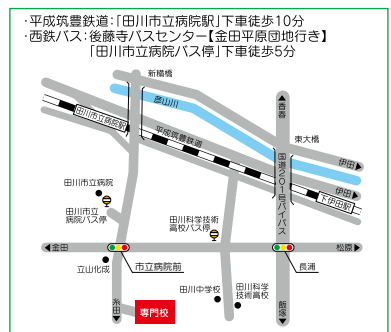 ・平成筑豊鉄道：「田川市立病院駅」下車徒歩10分
・西鉄バス：後藤寺バスセンター【金田平原団地行き】
「田川市立病院バス停」下車徒歩5分
新橋橋
彦山川
香春
田川市立病院駅
平成筑豊鉄道
東大橋
伊田
国道201号バイパス
伊田
下伊田駅
田川市立病院
田川市立
病院バス停
田川科学技術
高校バス停
金田
松原
市立病院前
長浦
立山化成
糸田
専門校
田川中学校
田川科学
技術高校
飯塚